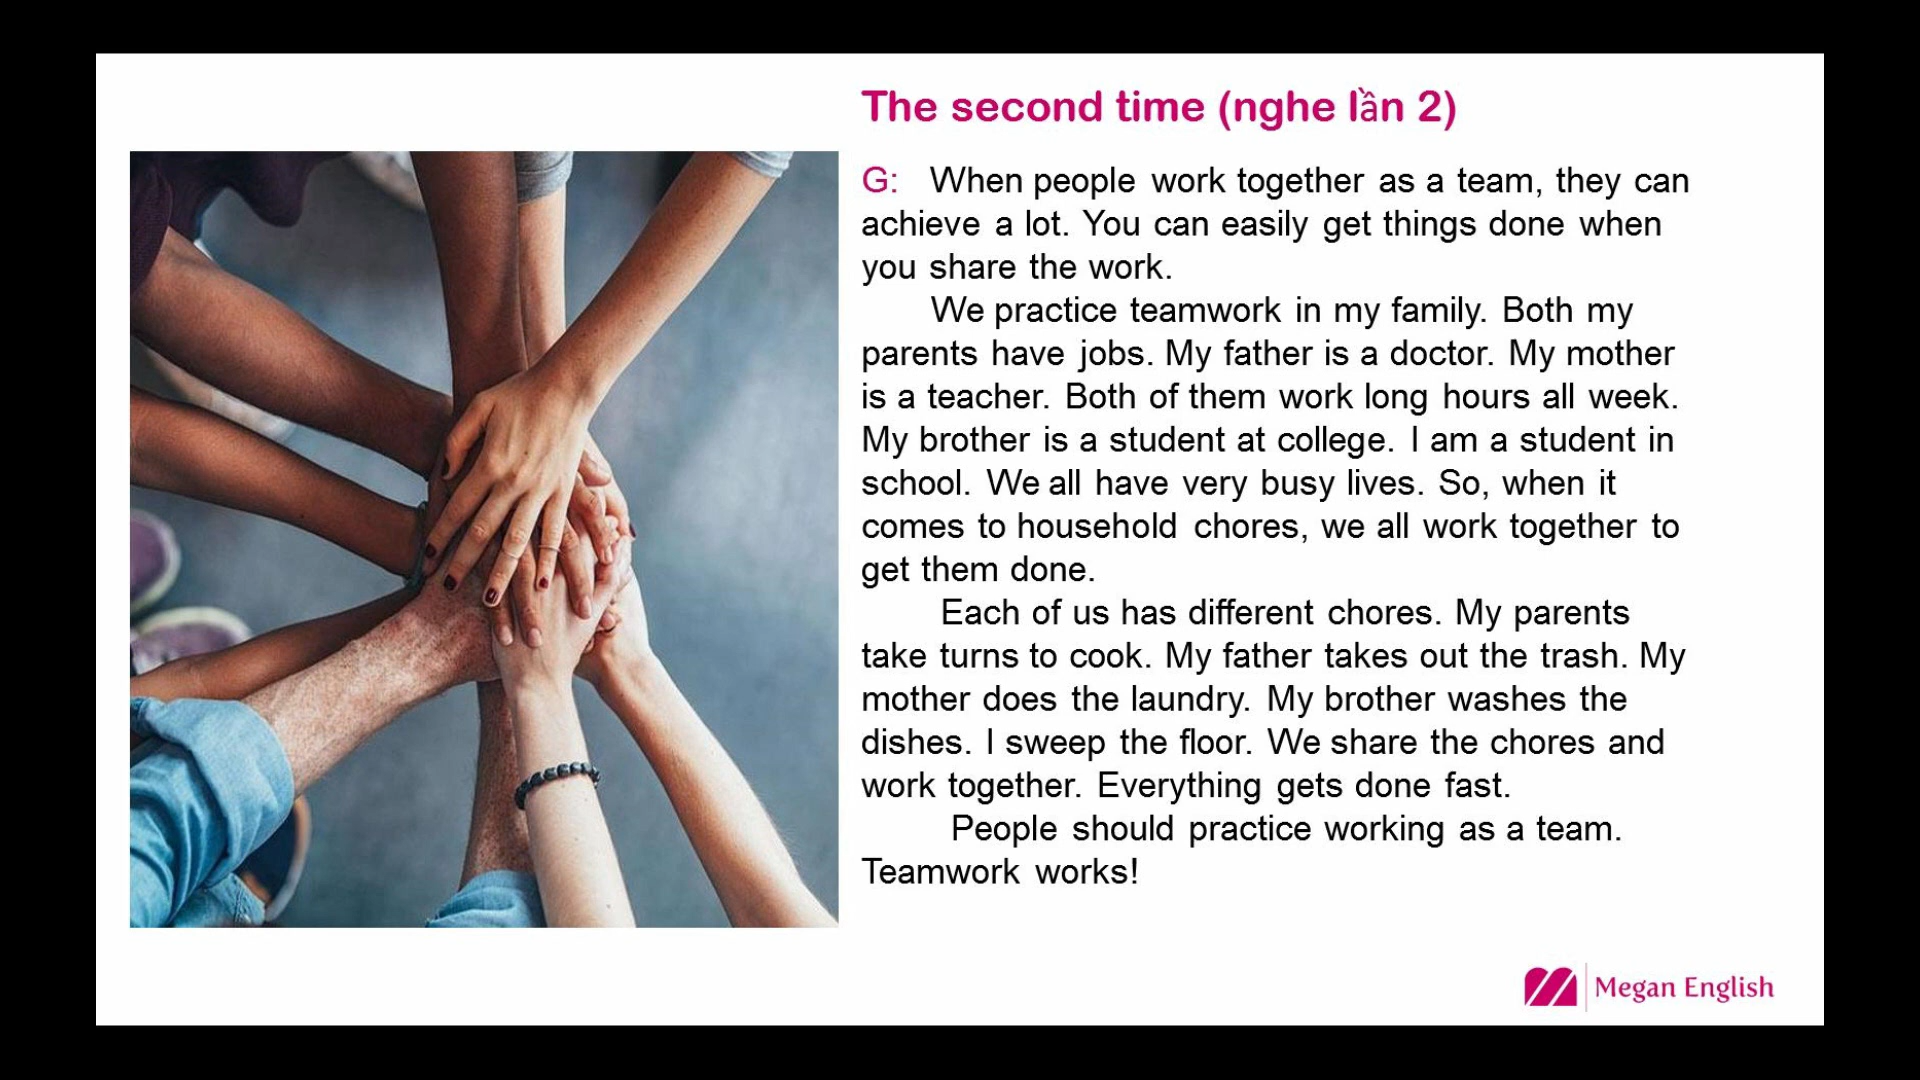 The second time (nghe lần 2)
G: When people work together as a team, they can
achieve a lot. You can easily get things done when
you share the work.
We practice teamwork in my family. Both my
parents have jobs. My father is a doctor. My mother
is a teacher. Both of them work long hours all week.
My brother is a student at college. I am a student in
school. We all have very busy lives. So, when it
comes to household chores, we all work together to
get them done.
Each of us has different chores. My parents
take turns to cook. My father takes out the trash. My
mother does the laundry. My brother washes the
dishes. I sweep the floor. We share the chores and
work together. Everything gets done fast.
People should practice working as a team.
Teamwork works!
Megan English